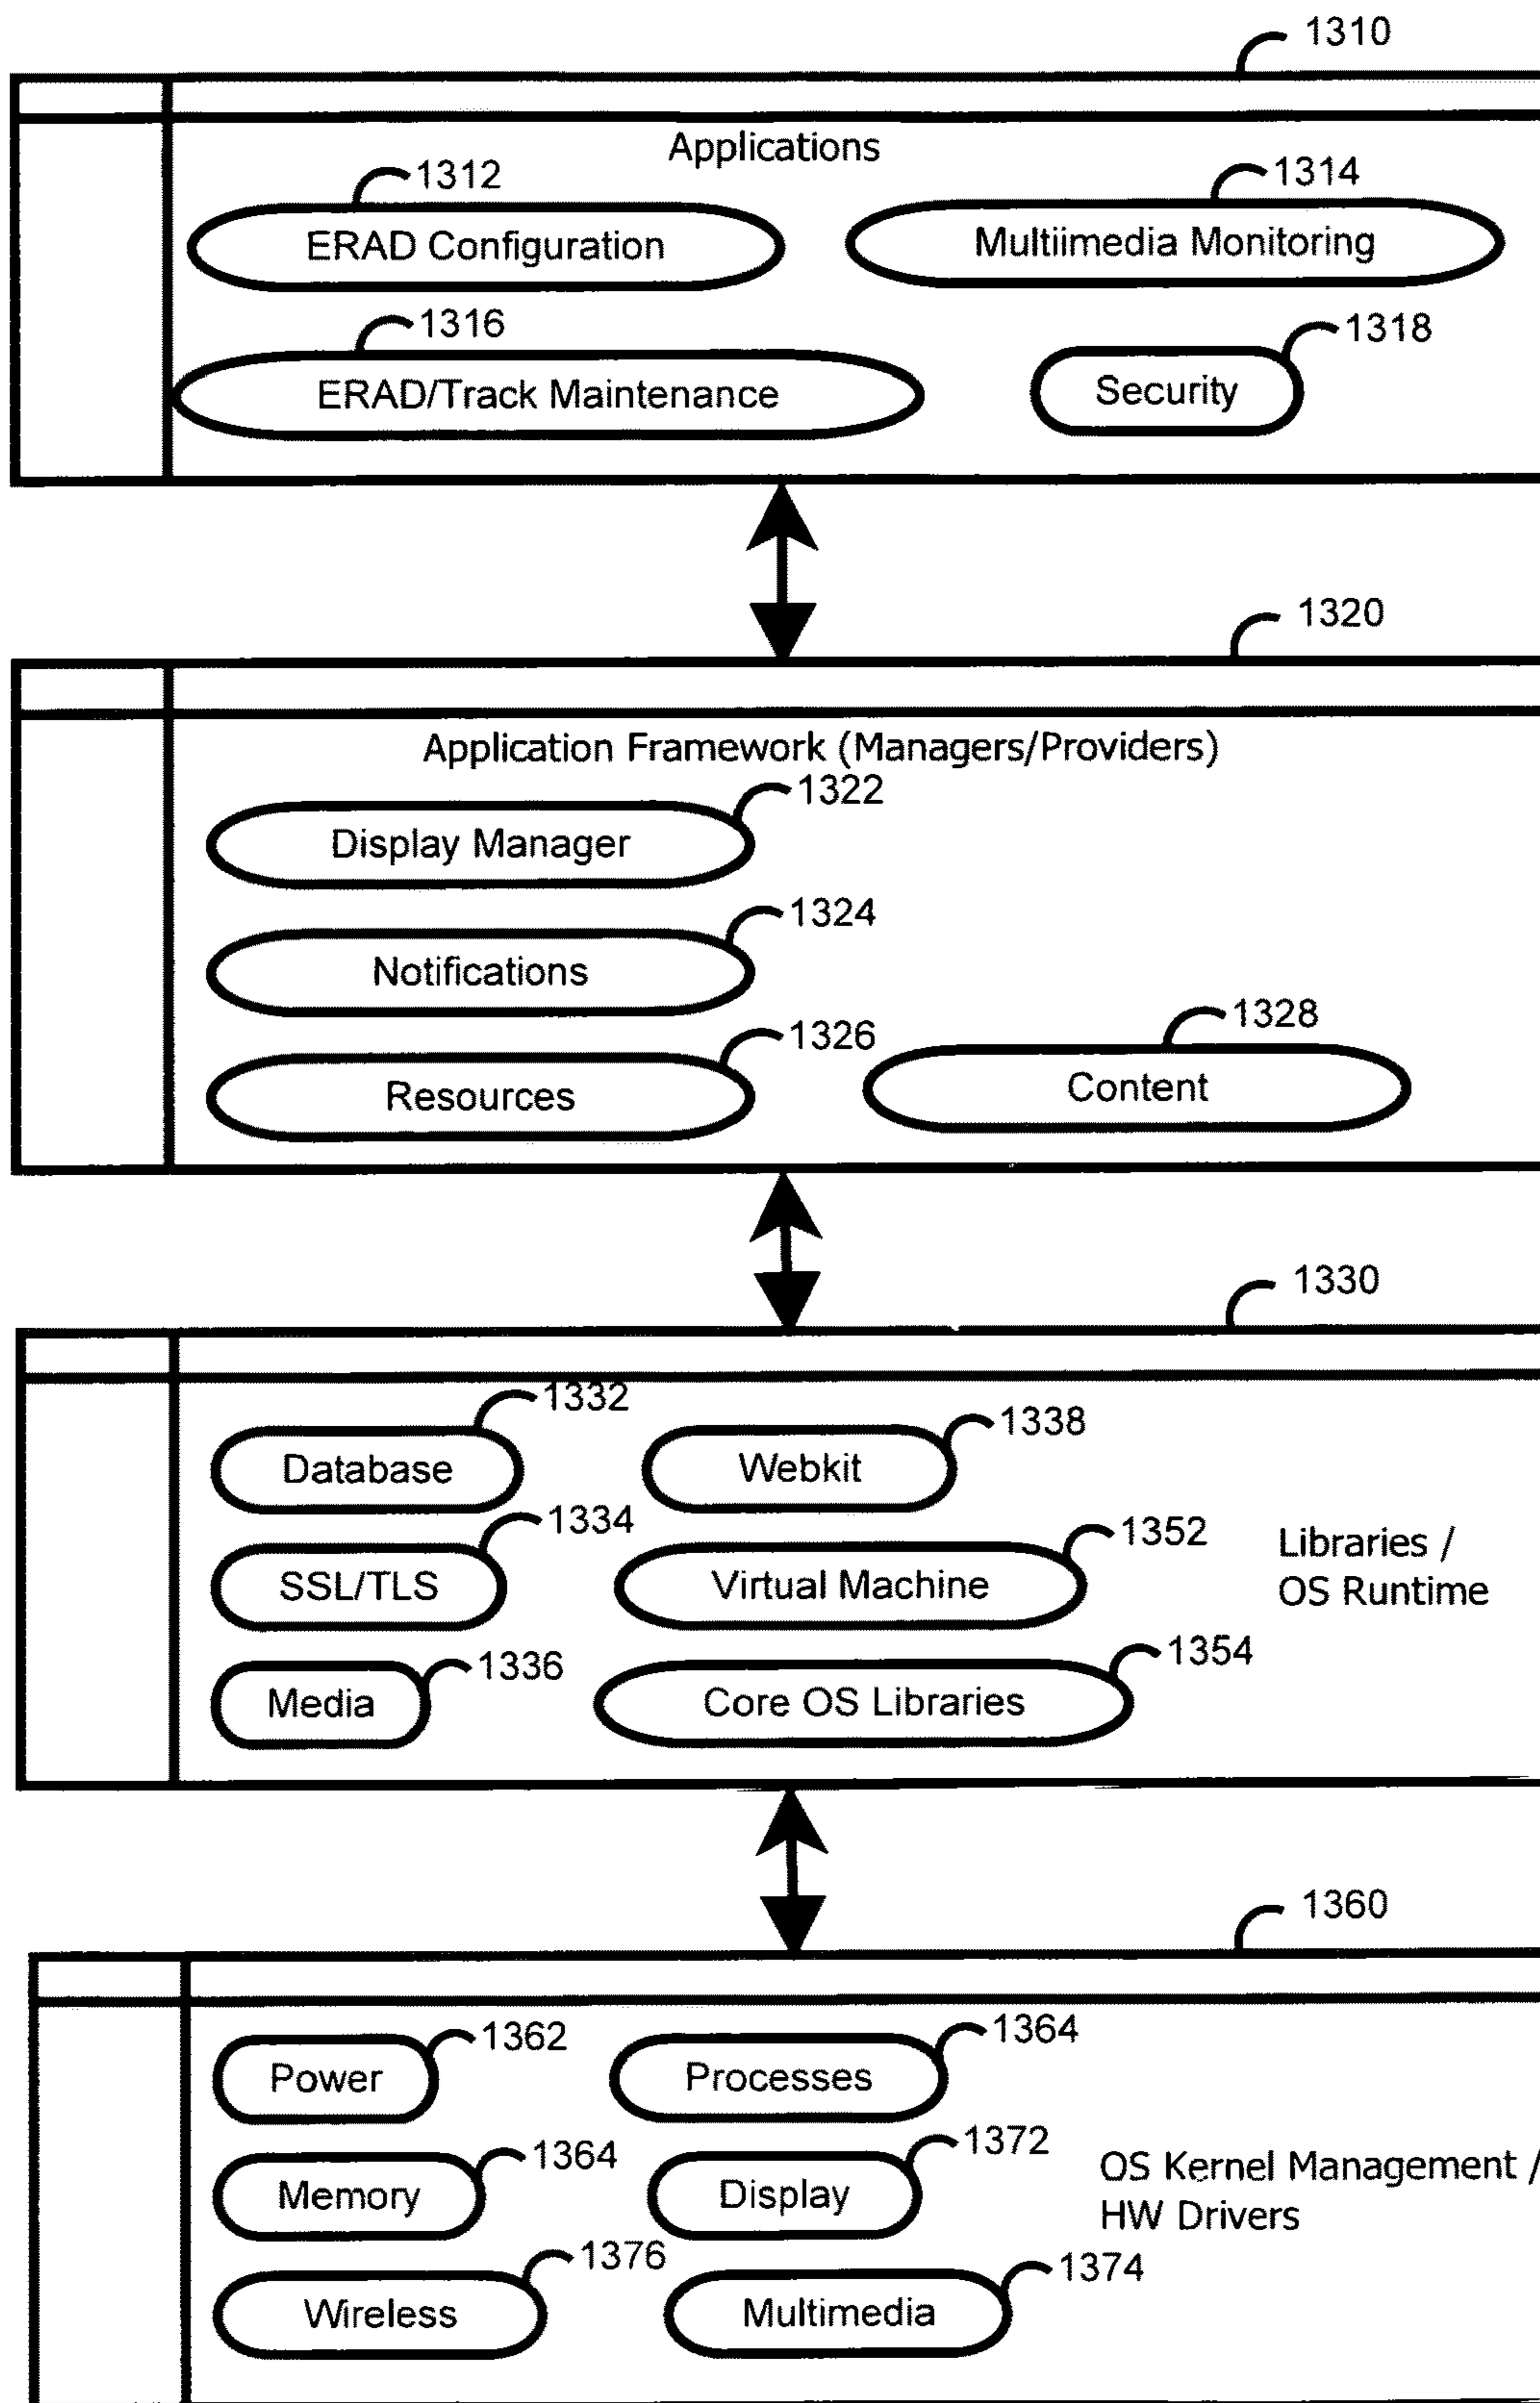 1310
Applications
1312
1314
ERAD Configuration
Multiimedia Monitoring
1316
1318
ERAD/Track Maintenance
Security
1320
Application Framework (Managers/Providers)
1322
Display Manager
1324
Notifications
1326
1328
Resources
Content
1330
1332
1338
Database
Webkit
1334
1352
SSL/TLS
Virtual Machine
Libraries /
OS Runtime
1336
1354
Media
Core OS Libraries
1360
1362
1364
Power
Processes
1364
1372
Memory
Display
OS Kernel Management /
HW Drivers
1376
1374
Wireless
Multimedia